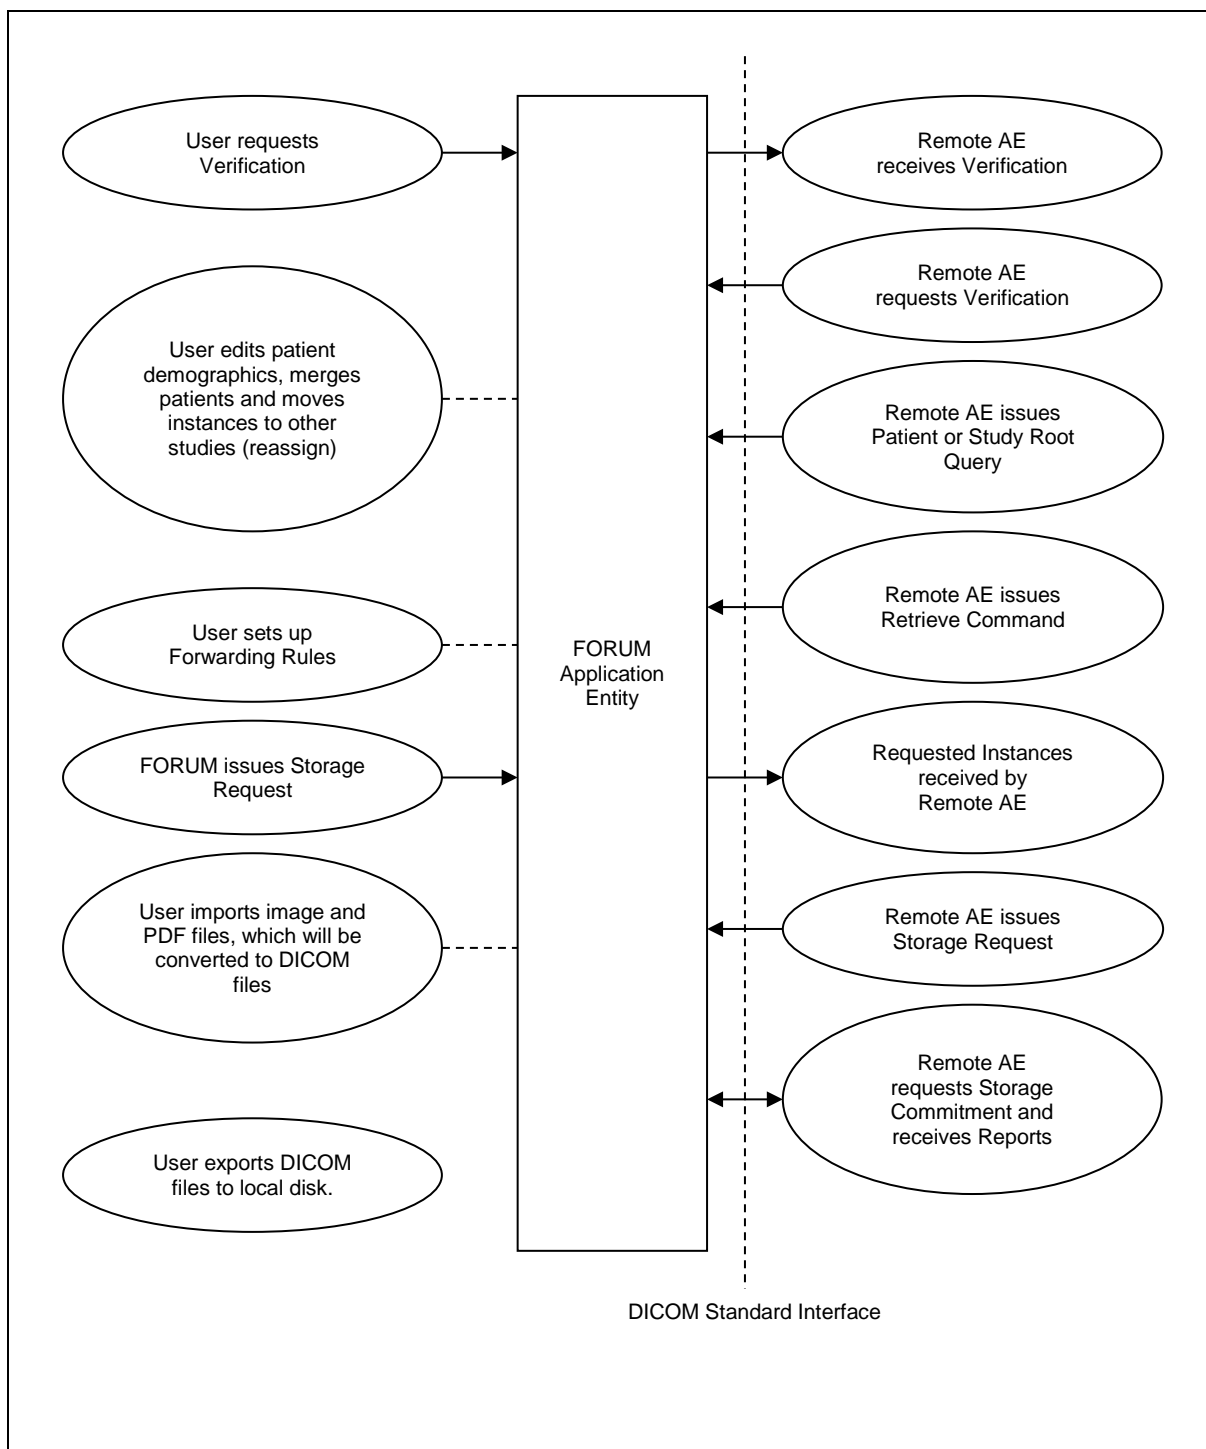 User requests
Verification
Remote AE
receives Verification
Remote AE
requests Verification
User edits patient
demographics, merges
patients and moves
instances to other
studies (reassign)
Remote AE issues
Patient or Study Root
Query
Remote AE issues
Retrieve Command
User sets up
Forwarding Rules
FORUM
Application
Entity
FORUM issues Storage
Request
Requested Instances
received by
Remote AE
User imports image and
PDF files, which will be
converted to DICOM
files
Remote AE issues
Storage Request
Remote AE
requests Storage
Commitment and
receives Reports
User exports DICOM
files to local disk.
DICOM Standard Interface